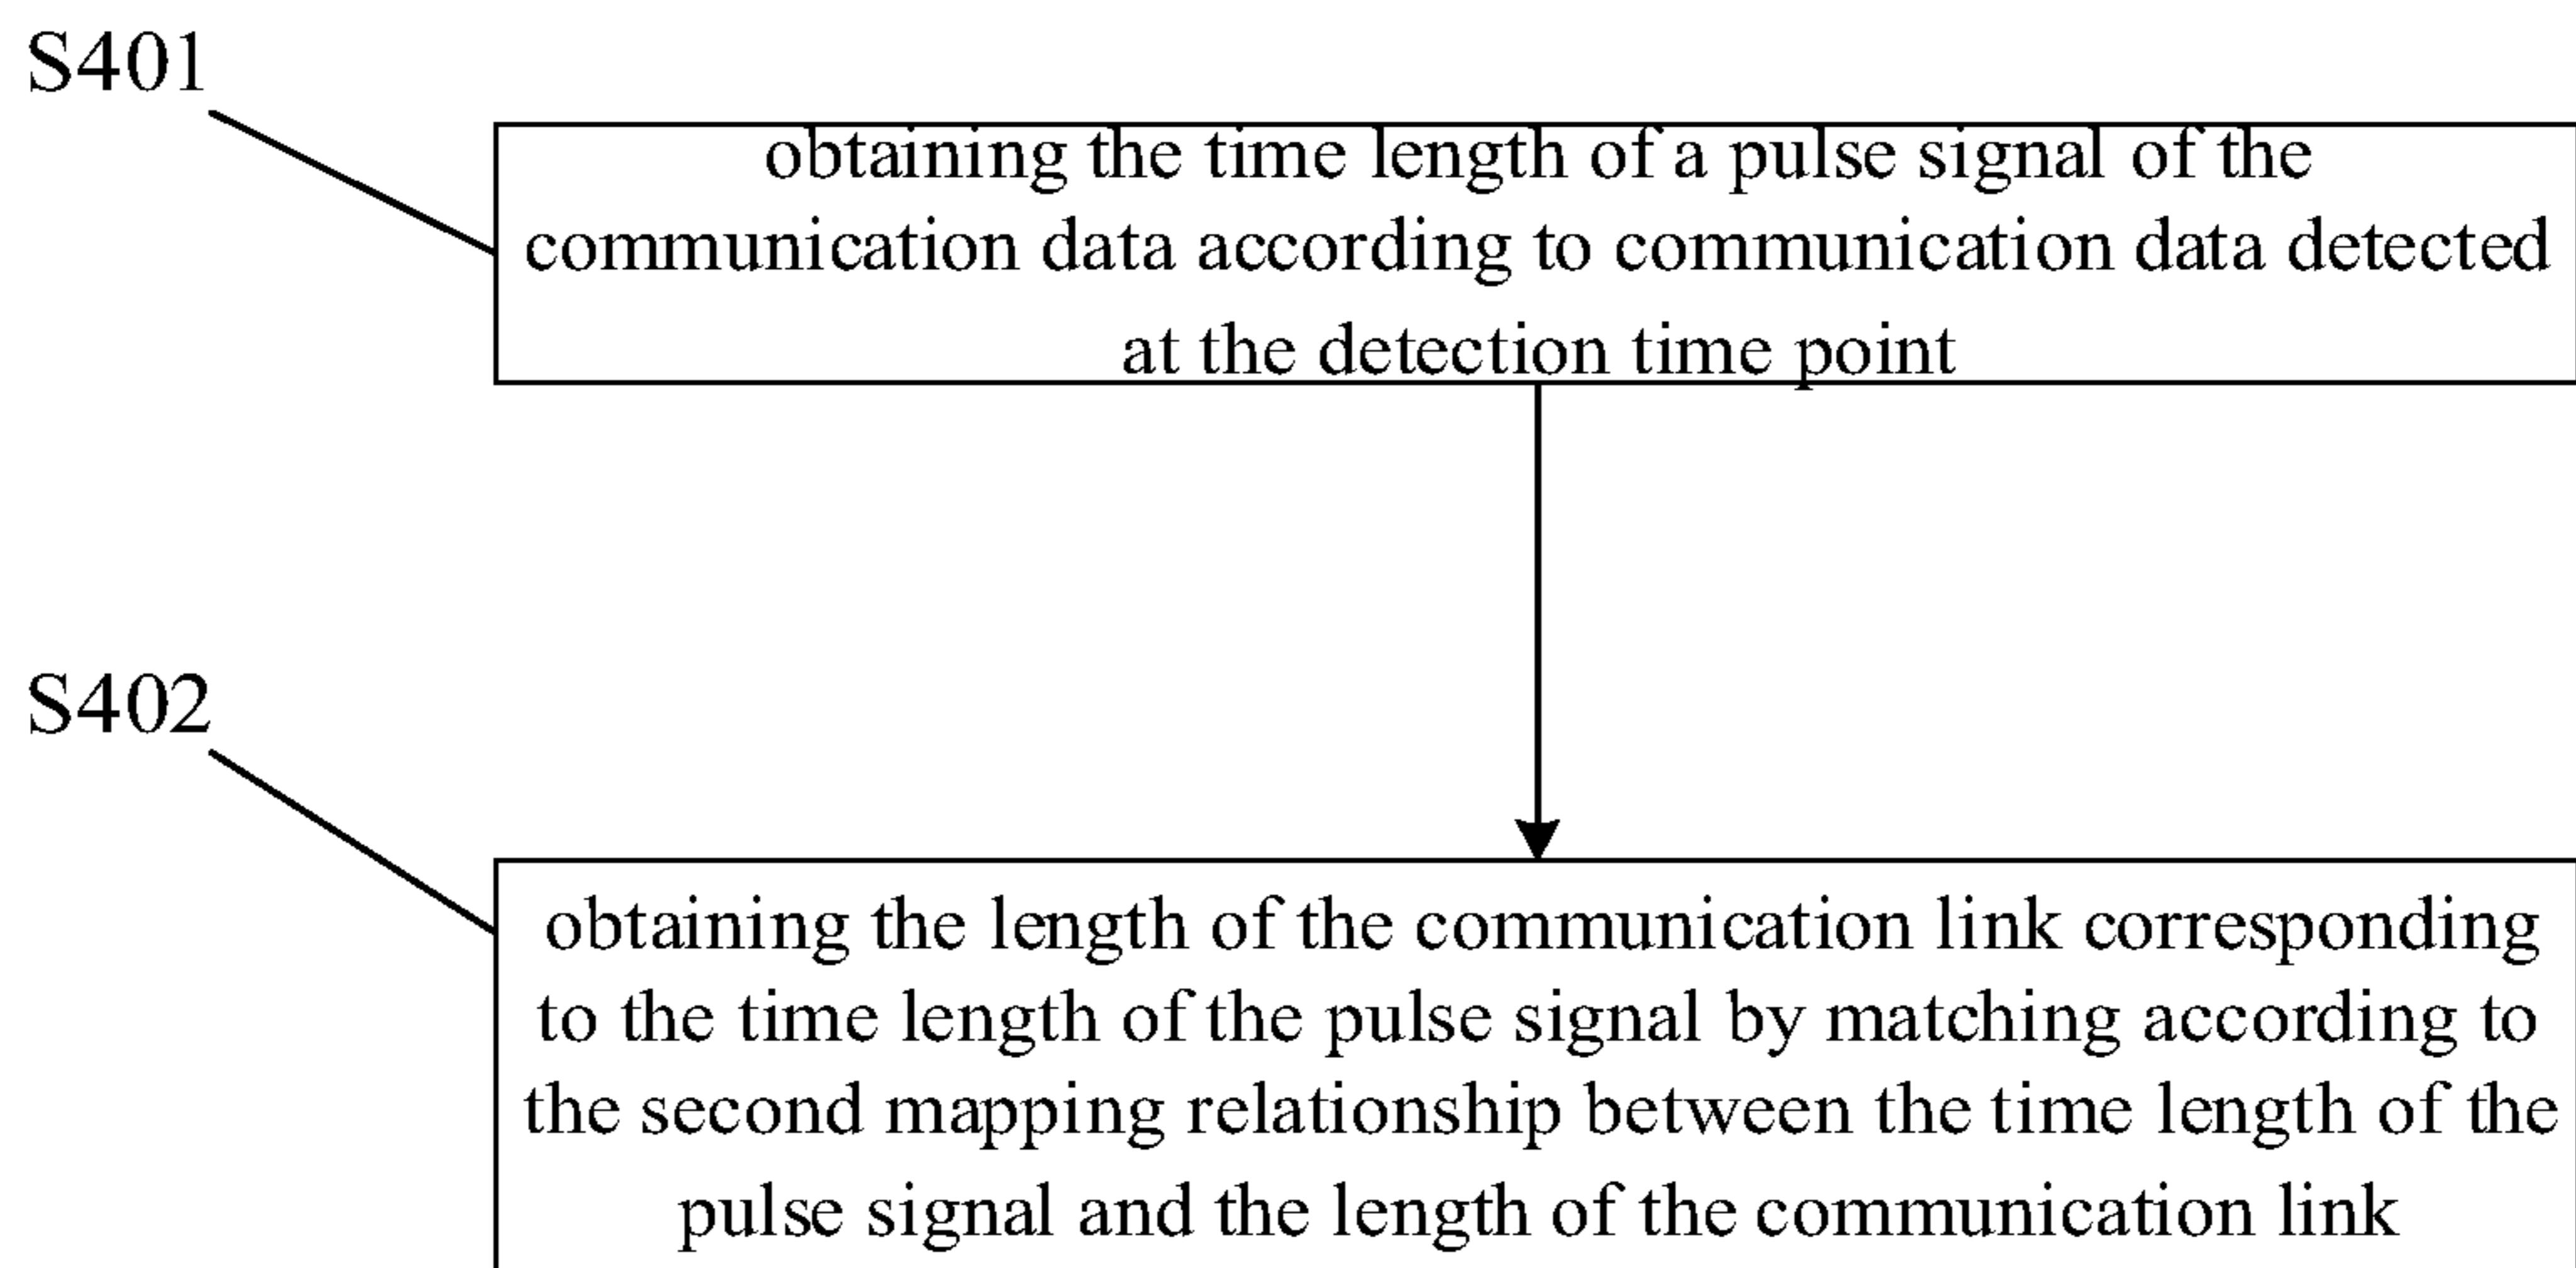 S401
obtaining the time length of a pulse signal of the
communication data according to communication data detected
at the detection time point
S402
obtaining the length of the communication link corresponding
to the time length of the pulse signal by matching according to
the second mapping relationship between the time length of the
pulse signal and the length of the communication link